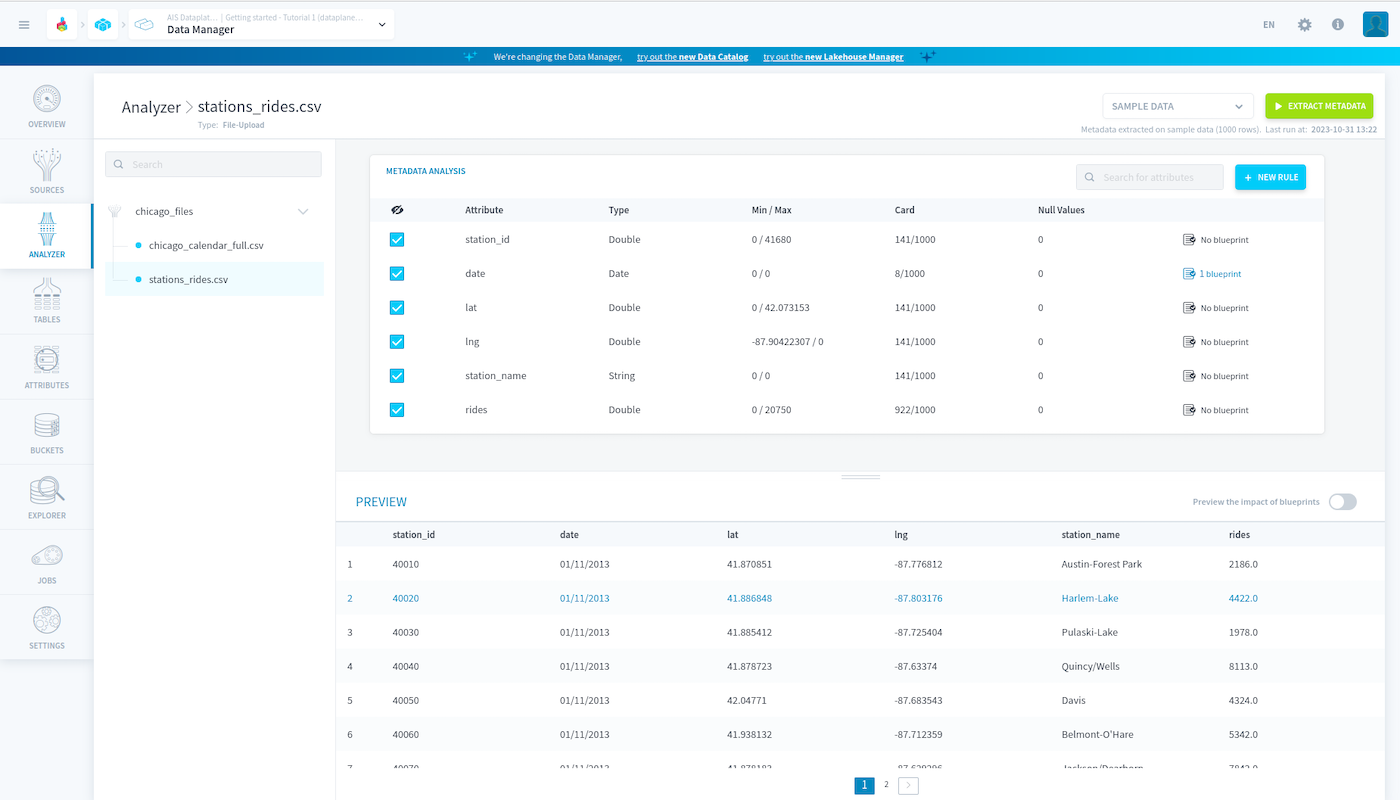 AIS Dataplat... | Getting started - Tutorial 1 (dataplane...
Data Manager
EN
We're changing the Data Manager, try out the new Data Catalog try out the new Lakehouse Manager
OVERVIEW
SOURCES
ANALYZER
TABLES
ATTRIBUTES
BUCKETS
EXPLORER
JOBS
SETTINGS
Analyzer > stations_rides.csv
Type: File-Upload
SAMPLE DATA
EXTRACT METADATA
Metadata extracted on sample data (1000 rows). Last run at: 2023-10-31 13:22
Search
chicago_files
chicago_calendar_full.csv
stations_rides.csv
METADATA ANALYSIS
Search for attributes
+ NEW RULE
Attribute Type Min / Max Card Null Values
station_id Double 0 / 41680 141/1000 0 No blueprint
date Date 0 / 0 8/1000 0 1 blueprint
lat Double 0 / 42.073153 141/1000 0 No blueprint
lng Double -87.90422307 / 0 141/1000 0 No blueprint
station_name String 0 / 0 141/1000 0 No blueprint
rides Double 0 / 20750 922/1000 0 No blueprint
PREVIEW
Preview the impact of blueprints
station_id date lat lng station_name rides
1 40010 01/11/2013 41.870851 -87.776812 Austin-Forest Park 2186.0
2 40020 01/11/2013 41.886848 -87.803176 Harlem-Lake 4422.0
3 40030 01/11/2013 41.885412 -87.725404 Pulaski-Lake 1978.0
4 40040 01/11/2013 41.878723 -87.63374 Quincy/Wells 8113.0
5 40050 01/11/2013 42.04771 -87.683543 Davis 4324.0
6 40060 01/11/2013 41.938132 -87.712359 Belmont-O'Hare 5342.0
1 2 >